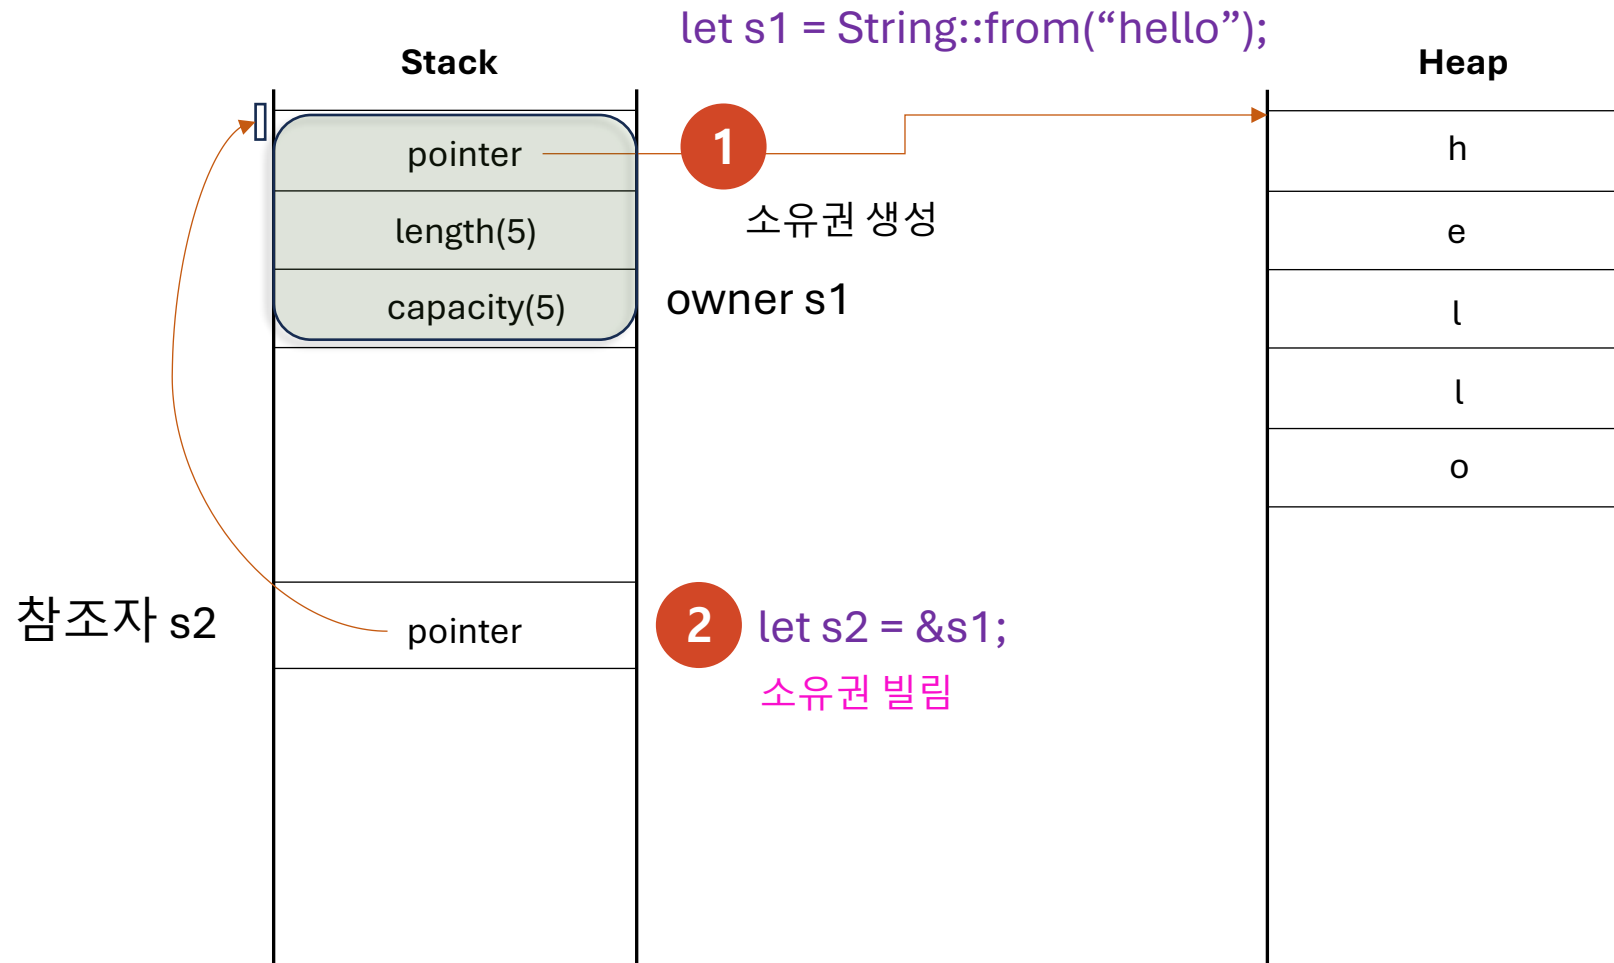 let s1 = String::from(“hello”);
Stack
Heap
pointer
1
h
소유권 생성
length(5)
e
capacity(5)
owner s1
l
l
o
참조자 s2
pointer
2
let s2 = &s1;
소유권 빌림